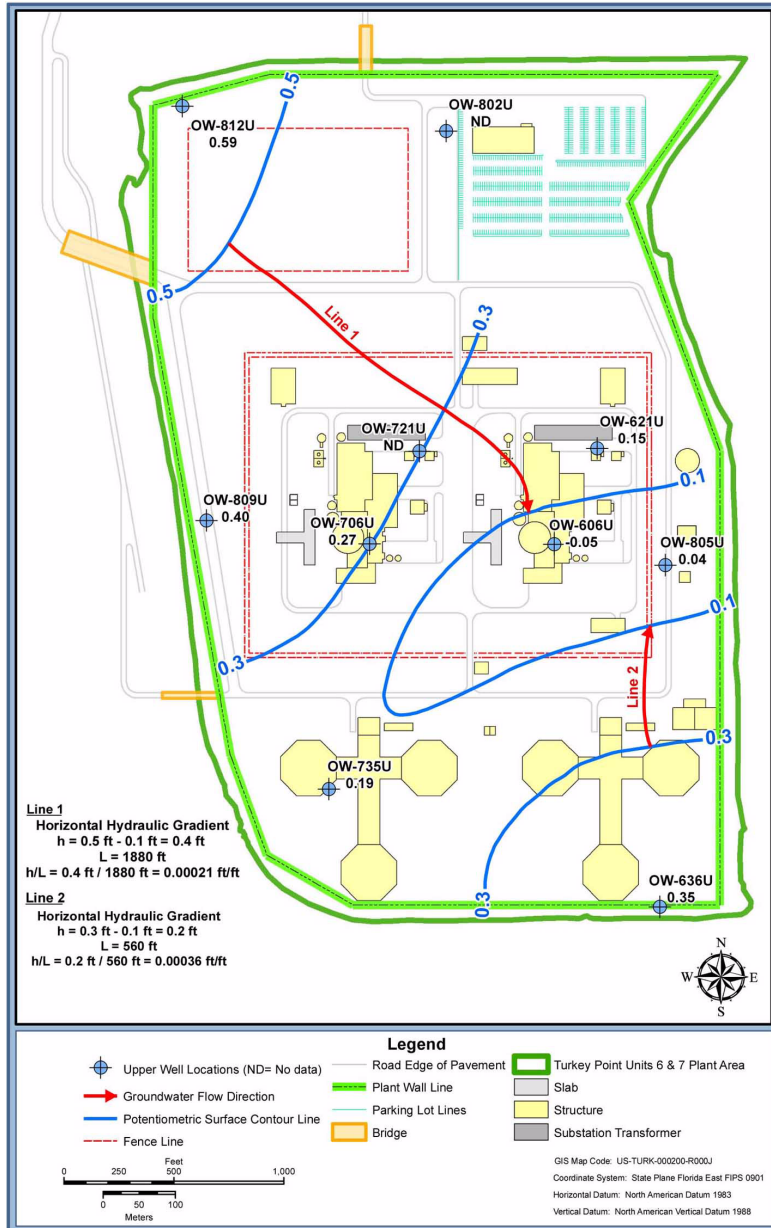 0.5
OW-802U
ND
OW-812U
0.59
0.5
Line 1
0.3
OW-721U
ND
OW-621U
0.15
0.1
OW-809U
0.40
OW-706U
0.27
OW-606U
-0.05
OW-805U
0.04
0.1
0.3
Line 2
0.3
OW-735U
0.19
0.3
OW-636U
0.35
Line 1
Horizontal Hydraulic Gradient
h = 0.5 ft - 0.1 ft = 0.4 ft
L = 1880 ft
h/L = 0.4 ft / 1880 ft = 0.00021 ft/ft
Line 2
Horizontal Hydraulic Gradient
h = 0.3 ft - 0.1 ft = 0.2 ft
L = 560 ft
h/L = 0.2 ft / 560 ft = 0.00036 ft/ft
N
W E
S
Legend
Upper Well Locations (ND= No data)
Groundwater Flow Direction
Potentiometric Surface Contour Line
Fence Line
Road Edge of Pavement
Plant Wall Line
Parking Lot Lines
Bridge
Turkey Point Units 6 & 7 Plant Area
Slab
Structure
Substation Transformer
Feet
0 250 500 1,000
0 50 100
Meters
GIS Map Code: US-TURK-000200-R000J
Coordinate System: State Plane Florida East FIPS 0901
Horizontal Datum: North American Datum 1983
Vertical Datum: North American Vertical Datum 1988